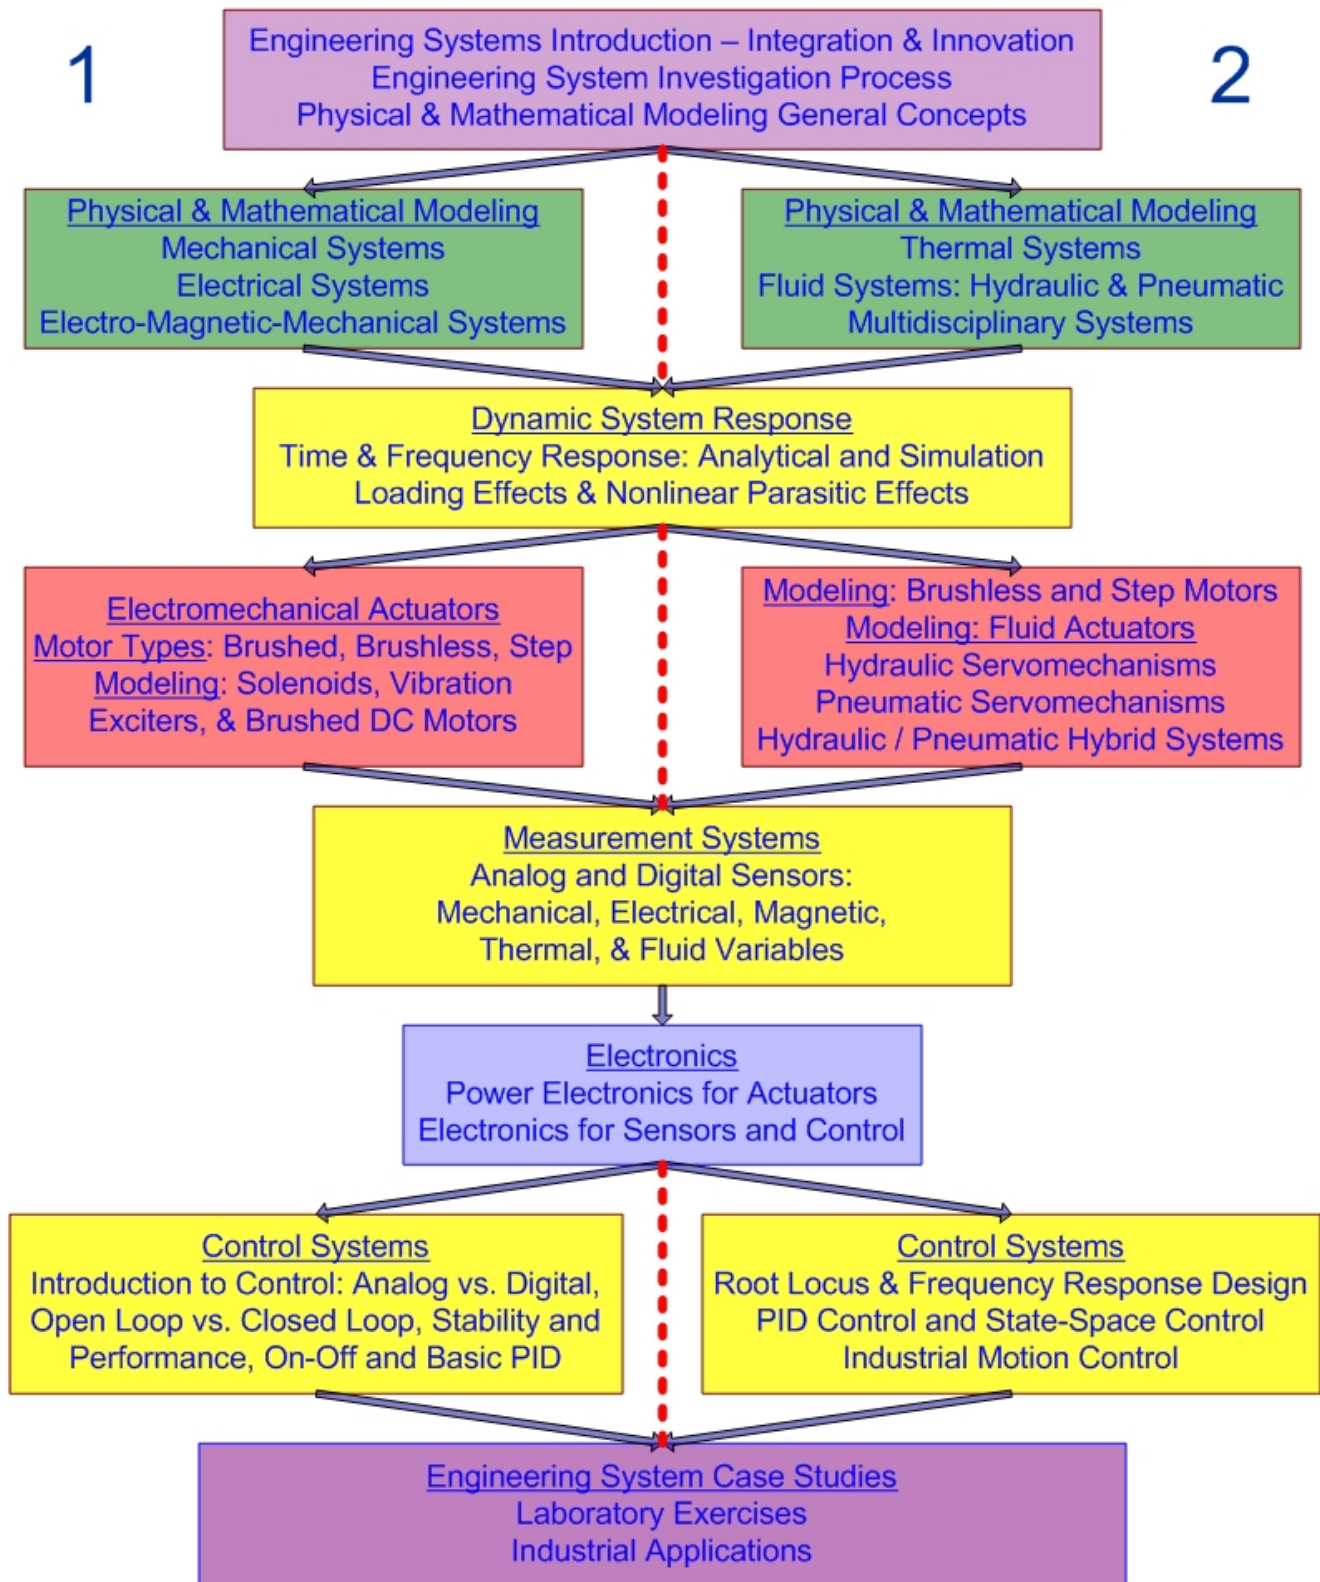 1
2
Engineering Systems Introduction – Integration & Innovation
Engineering System Investigation Process
Physical & Mathematical Modeling General Concepts
Physical & Mathematical Modeling
Mechanical Systems
Electrical Systems
Electro-Magnetic-Mechanical Systems
Physical & Mathematical Modeling
Thermal Systems
Fluid Systems: Hydraulic & Pneumatic
Multidisciplinary Systems
Dynamic System Response
Time & Frequency Response: Analytical and Simulation
Loading Effects & Nonlinear Parasitic Effects
Electromechanical Actuators
Motor Types: Brushed, Brushless, Step
Modeling: Solenoids, Vibration
Exciters, & Brushed DC Motors
Modeling: Brushless and Step Motors
Modeling: Fluid Actuators
Hydraulic Servomechanisms
Pneumatic Servomechanisms
Hydraulic / Pneumatic Hybrid Systems
Measurement Systems
Analog and Digital Sensors:
Mechanical, Electrical, Magnetic,
Thermal, & Fluid Variables
Electronics
Power Electronics for Actuators
Electronics for Sensors and Control
Control Systems
Introduction to Control: Analog vs. Digital,
Open Loop vs. Closed Loop, Stability and
Performance, On-Off and Basic PID
Control Systems
Root Locus & Frequency Response Design
PID Control and State-Space Control
Industrial Motion Control
Engineering System Case Studies
Laboratory Exercises
Industrial Applications